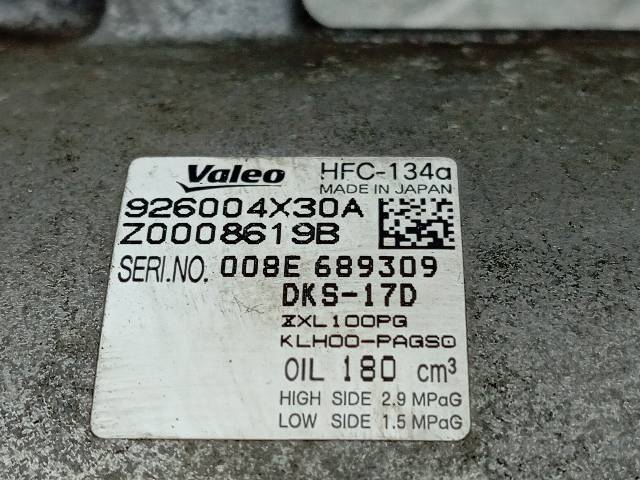 Valeo HFC-134a
MADE IN JAPAN
926004X30A
Z0008619B
SERI.NO. 008E 689309
DKS-17D
ZXL100PG
KLH00-PAGS0
OIL 180 cm³
HIGH SIDE 2.9 MPaG
LOW SIDE 1.5 MPaG